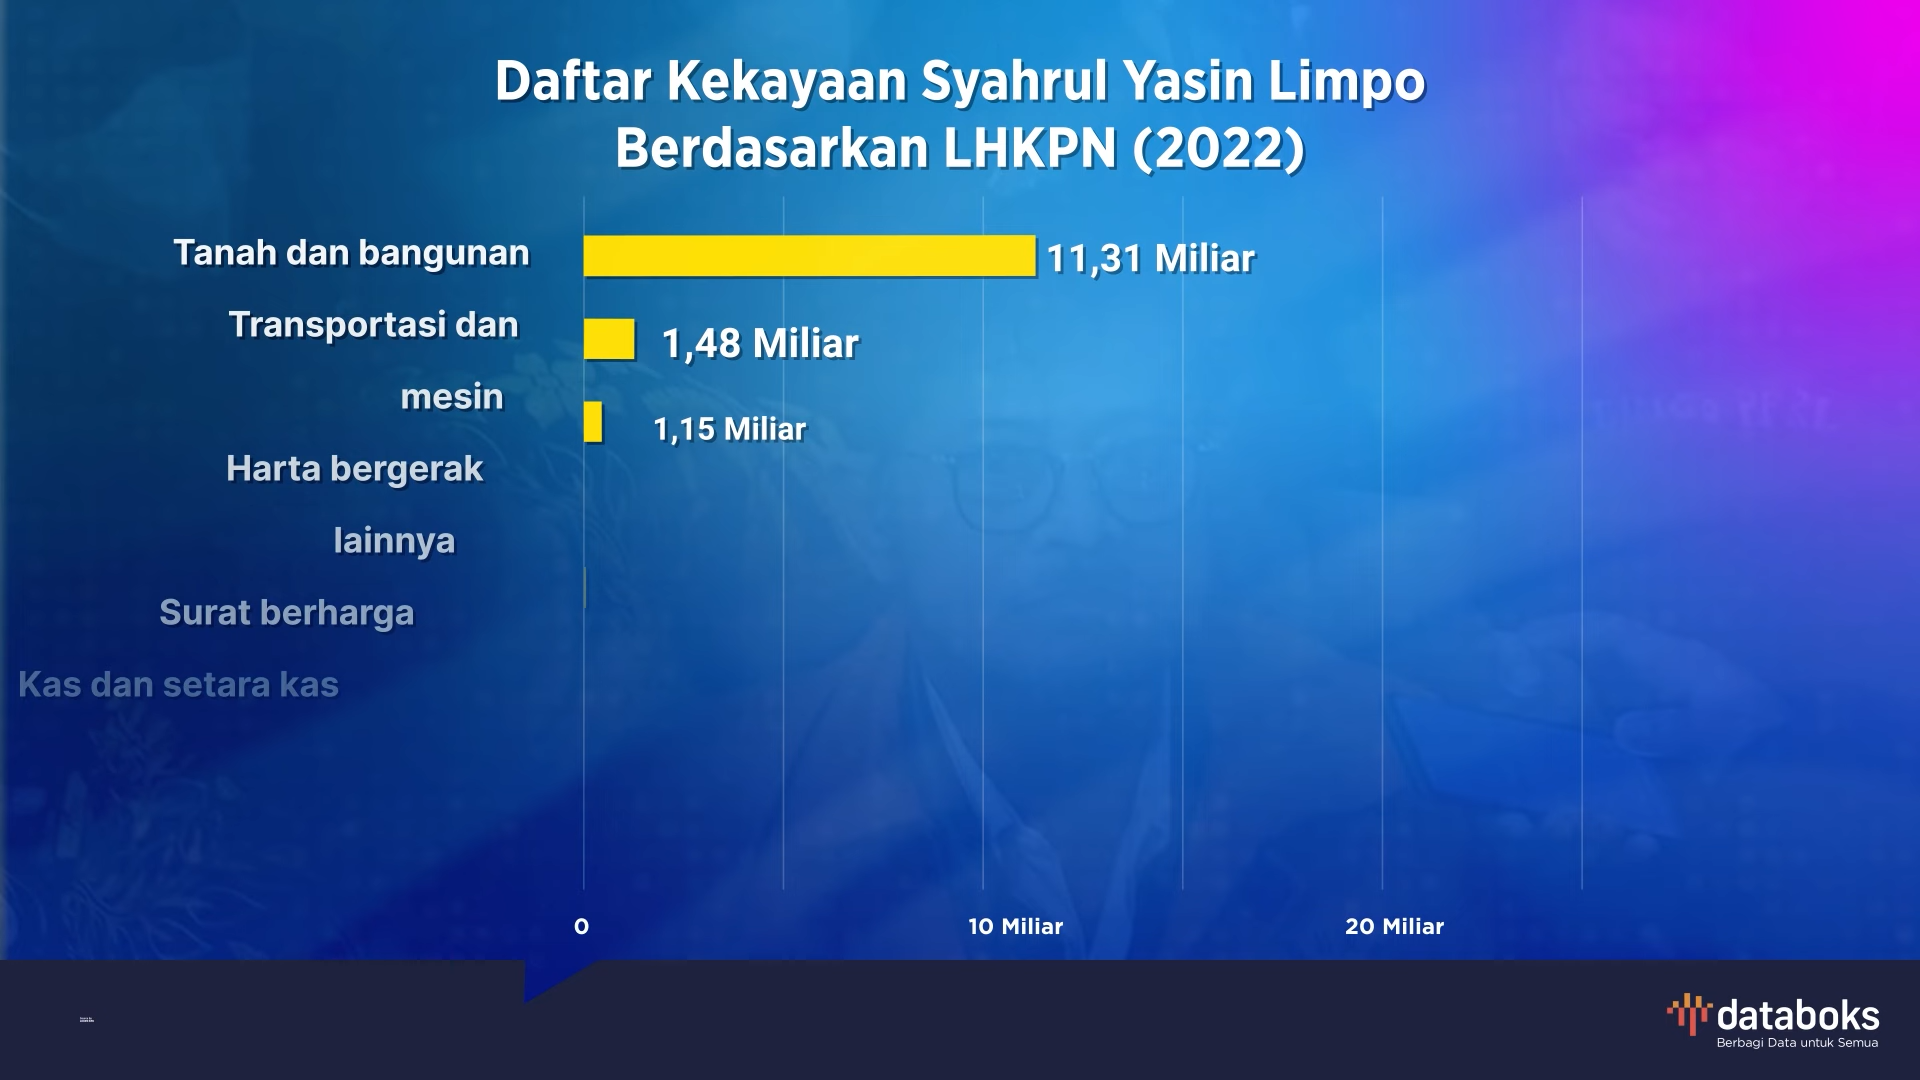 Daftar Kekayaan Syahrul Yasin Limpo
Berdasarkan LHKPN (2022)
Tanah dan bangunan
11,31 Miliar
Transportasi dan
mesin
1,48 Miliar
Harta bergerak
lainnya
1,15 Miliar
Surat berharga
Kas dan setara kas
0
10 Miliar
20 Miliar
databoks
Berbagi Data untuk Semua